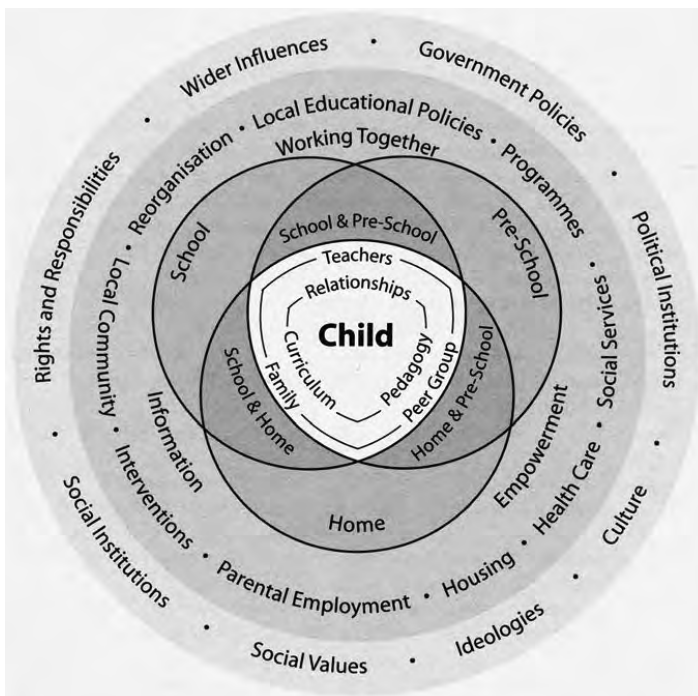 Wider Influences
Government Policies
Political Institutions
Culture
Ideologies
Social Values
Social Institutions
Rights and Responsibilities
Local Educational Policies
Programmes
Social Services
Health Care
Housing
Parental Employment
Interventions
Local Community
Reorganisation
Working Together
Empowerment
Information
School
Pre-School
Home
School & Pre-School
Home & Pre-School
School & Home
Teachers
Peer Group
Family
Relationships
Pedagogy
Curriculum
Child